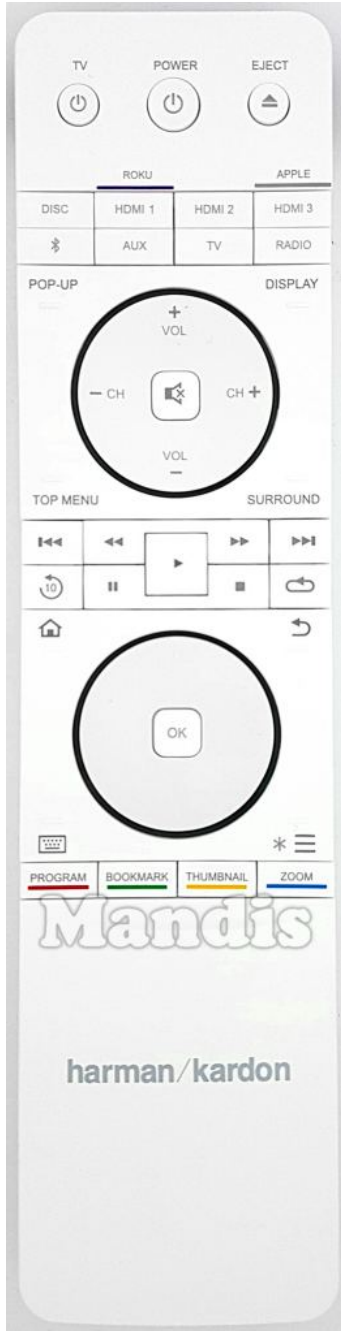 TV POWER EJECT
ROKU APPLE
DISC HDMI 1 HDMI 2 HDMI 3
AUX TV RADIO
POP-UP DISPLAY
+
VOL
− CH CH +
VOL
−
TOP MENU SURROUND
10
OK
PROGRAM BOOKMARK THUMBNAIL ZOOM
Mandis
harman/kardon